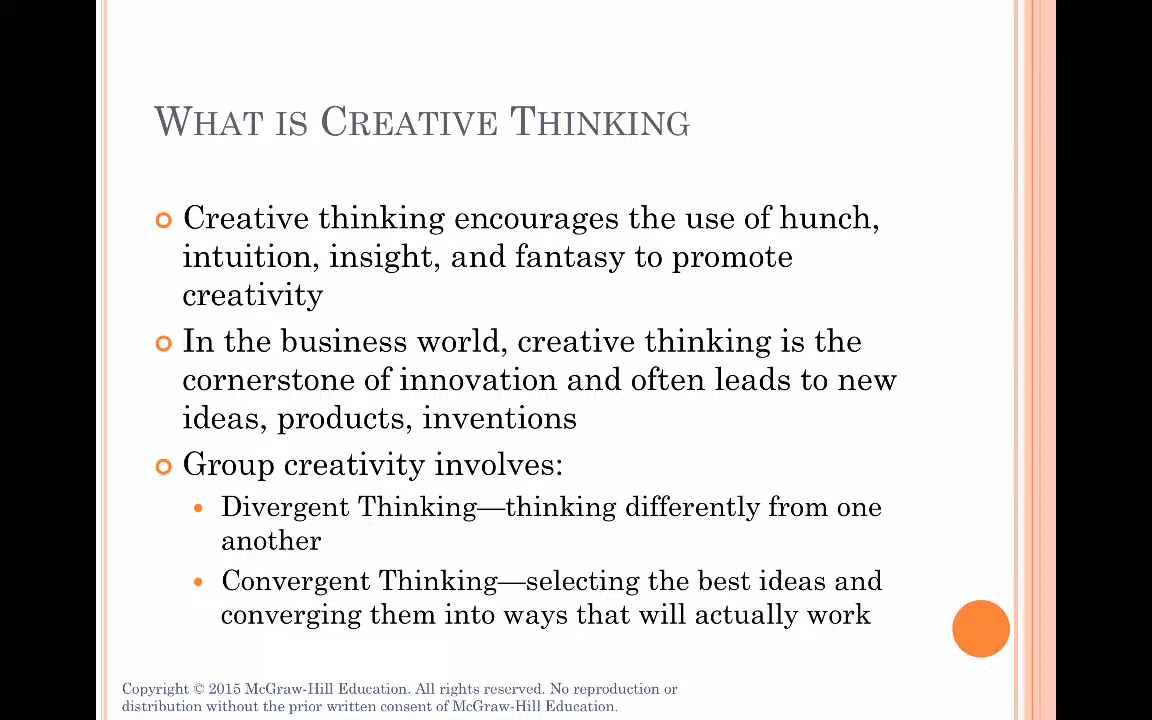 What is Creative Thinking
Creative thinking encourages the use of hunch,
intuition, insight, and fantasy to promote
creativity
In the business world, creative thinking is the
cornerstone of innovation and often leads to new
ideas, products, inventions
Group creativity involves:
Divergent Thinking—thinking differently from one
another
Convergent Thinking—selecting the best ideas and
converging them into ways that will actually work
Copyright © 2015 McGraw-Hill Education. All rights reserved. No reproduction or
distribution without the prior written consent of McGraw-Hill Education.